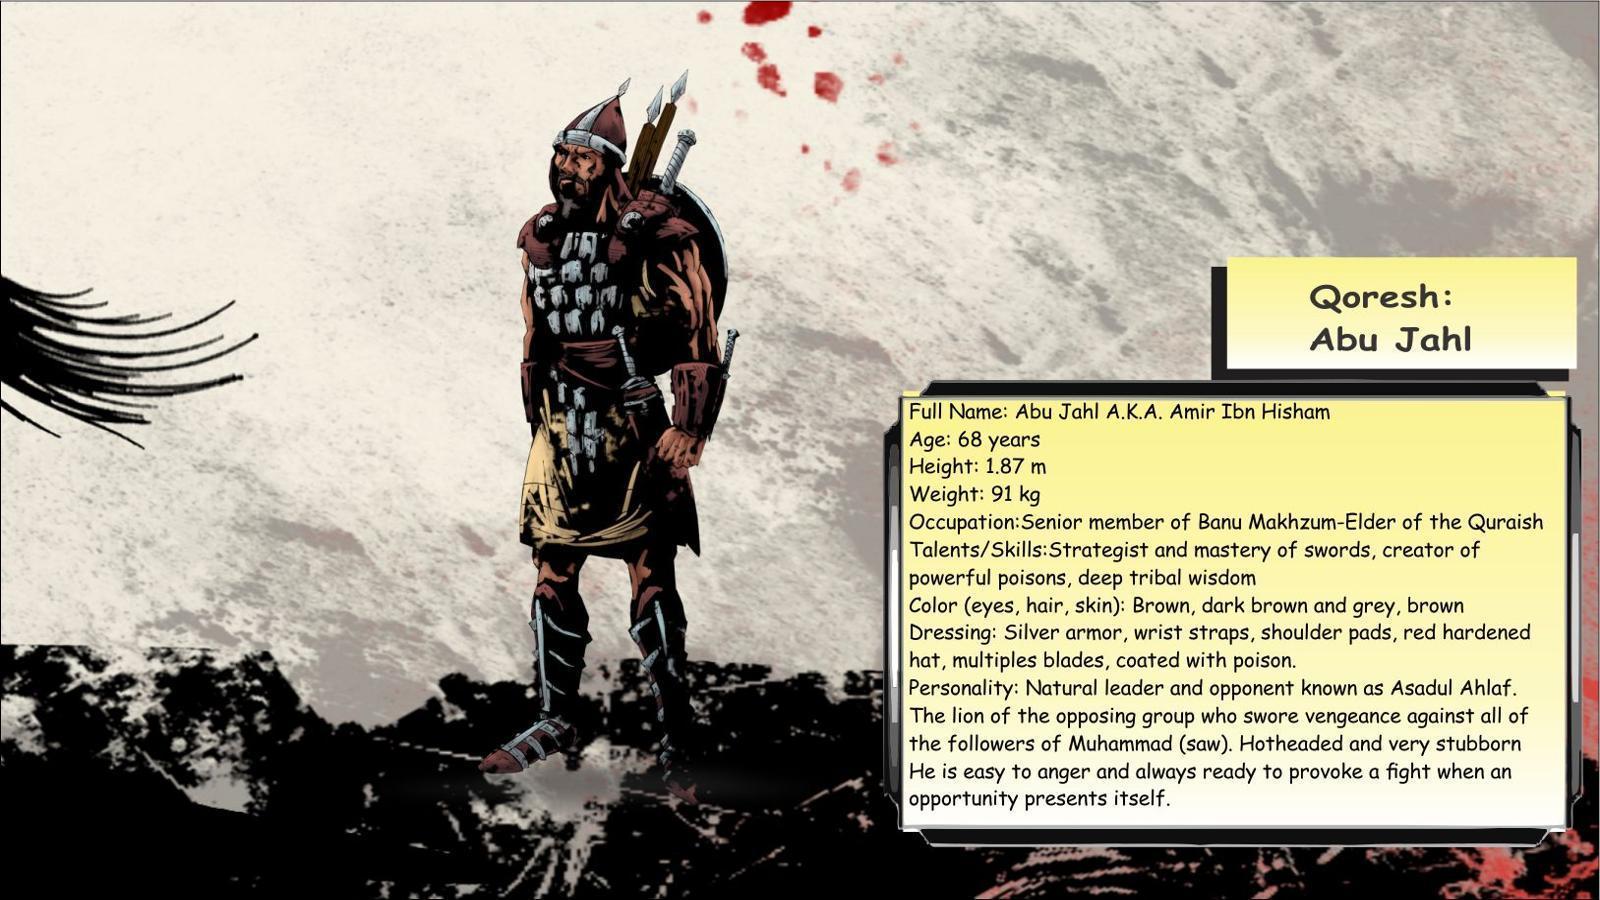 Qoresh:
Abu Jahl
Full Name: Abu Jahl A.K.A. Amir Ibn Hisham
Age: 68 years
Height: 1.87 m
Weight: 91 kg
Occupation:Senior member of Banu Makhzum-Elder of the Quraish
Talents/Skills:Strategist and mastery of swords, creator of
powerful poisons, deep tribal wisdom
Color (eyes, hair, skin): Brown, dark brown and grey, brown
Dressing: Silver armor, wrist straps, shoulder pads, red hardened
hat, multiples blades, coated with poison.
Personality: Natural leader and opponent known as Asadul Ahlaf.
The lion of the opposing group who swore vengeance against all of
the followers of Muhammad (saw). Hotheaded and very stubborn
He is easy to anger and always ready to provoke a fight when an
opportunity presents itself.